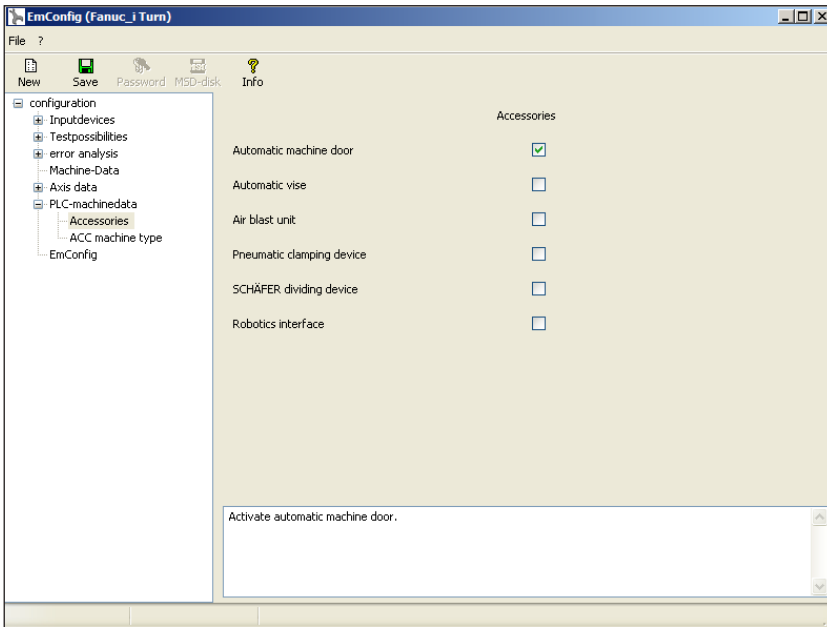 EmConfig (Fanuc_i Turn)
File ?
New Save Password MSD-disk Info
configuration
Inputdevices
Testpossibilities
error analysis
Machine-Data
Axis data
PLC-machinedata
Accessories
ACC machine type
EmConfig
Accessories
Automatic machine door
Automatic vise
Air blast unit
Pneumatic clamping device
SCHÄFER dividing device
Robotics interface
Activate automatic machine door.